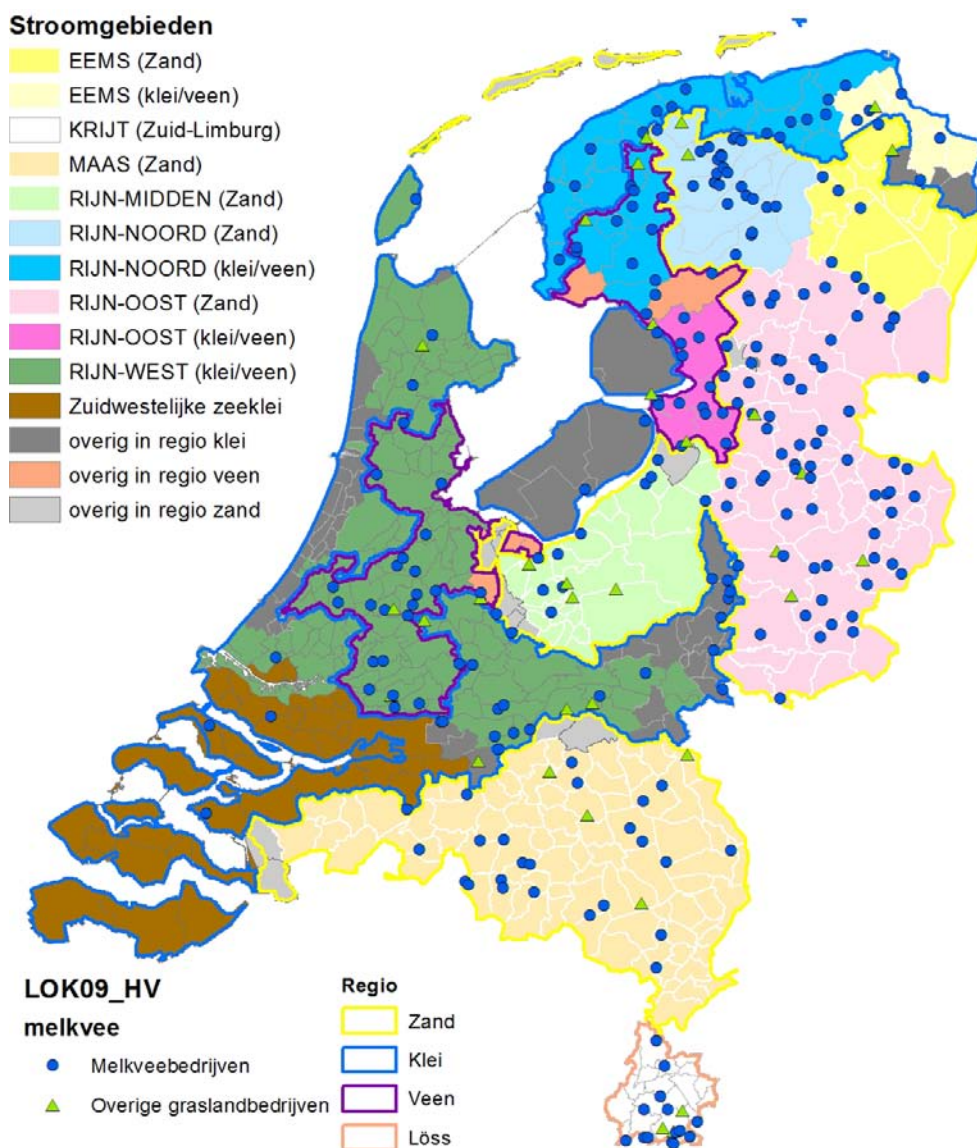 Stroomgebieden
EEMS (Zand)
EEMS (klei/veen)
KRIJT (Zuid-Limburg)
MAAS (Zand)
RIJN-MIDDEN (Zand)
RIJN-NOORD (Zand)
RIJN-NOORD (klei/veen)
RIJN-OOST (Zand)
RIJN-OOST (klei/veen)
RIJN-WEST (klei/veen)
Zuidwestelijke zeeklei
overig in regio klei
overig in regio veen
overig in regio zand
LOK09_HV
melkvee
Melkveebedrijven
Overige graslandbedrijven
Regio
Zand
Klei
Veen
Löss